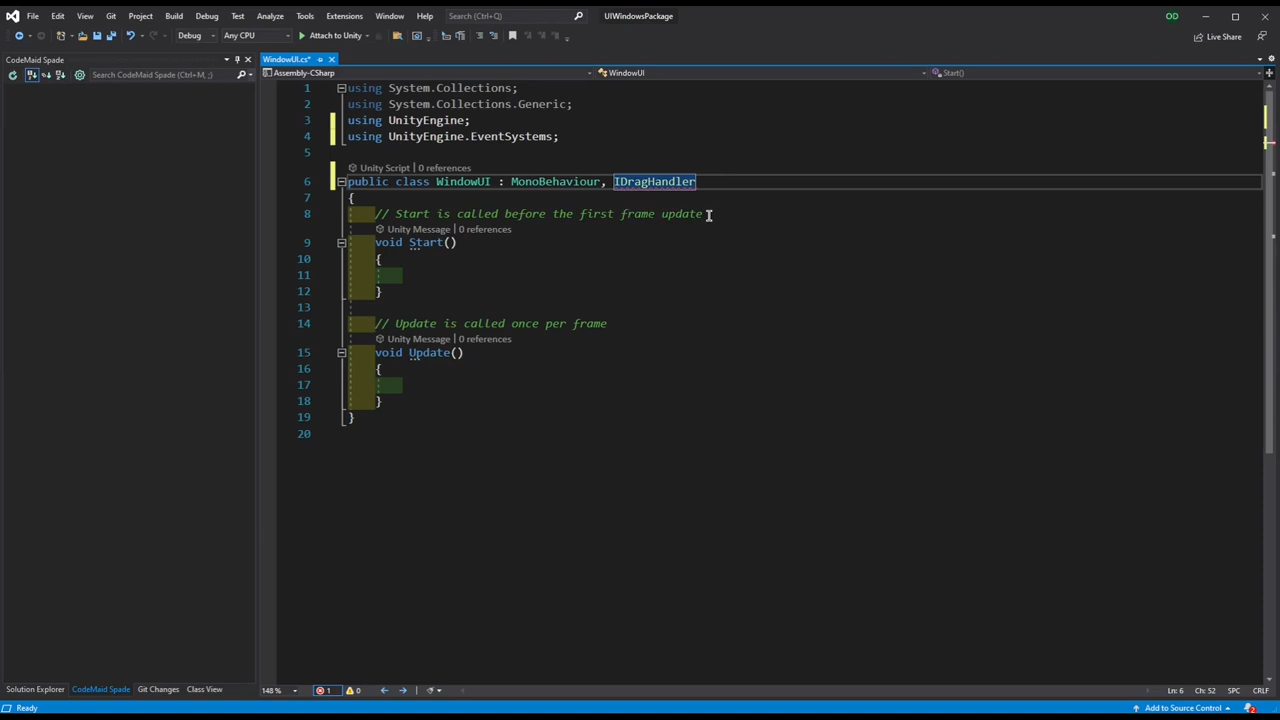 File Edit View Git Project Build Debug Test Analyze Tools Extensions Window Help Search (Ctrl+Q) UIWindowsPackage OD
Debug Any CPU Attach to Unity Live Share
CodeMaid Spade
WindowUI.cs*
Search CodeMaid Spade (Ctrl+M, ;)
Assembly-CSharp WindowUI Start()
1 using System.Collections;
2 using System.Collections.Generic;
3 using UnityEngine;
4 using UnityEngine.EventSystems;
5
Unity Script | 0 references
6 public class WindowUI : MonoBehaviour, IDragHandler
7 {
8 // Start is called before the first frame update
Unity Message | 0 references
9 void Start()
10 {
11
12 }
13
14 // Update is called once per frame
Unity Message | 0 references
15 void Update()
16 {
17
18 }
19 }
20
Solution Explorer CodeMaid Spade Git Changes Class View 148 % 1 0 Ln: 6 Ch: 52 SPC CRLF
Ready Add to Source Control 2